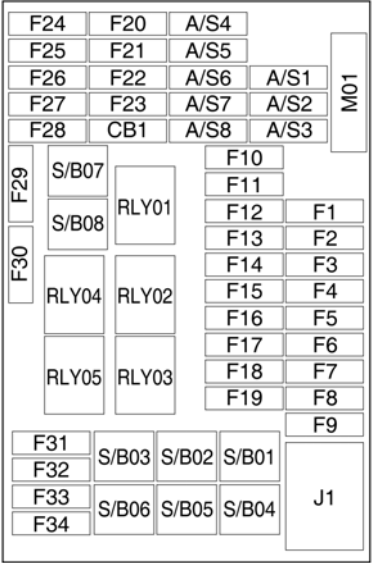 F24 F20 A/S4
F25 F21 A/S5
F26 F22 A/S6 A/S1
F27 F23 A/S7 A/S2
F28 CB1 A/S8 A/S3
M01
F29
F30
S/B07
S/B08
RLY01
RLY04 RLY02
RLY05 RLY03
F10
F11
F12 F1
F13 F2
F14 F3
F15 F4
F16 F5
F17 F6
F18 F7
F19 F8
F9
F31
F32
F33
F34
S/B03 S/B02 S/B01
S/B06 S/B05 S/B04
J1